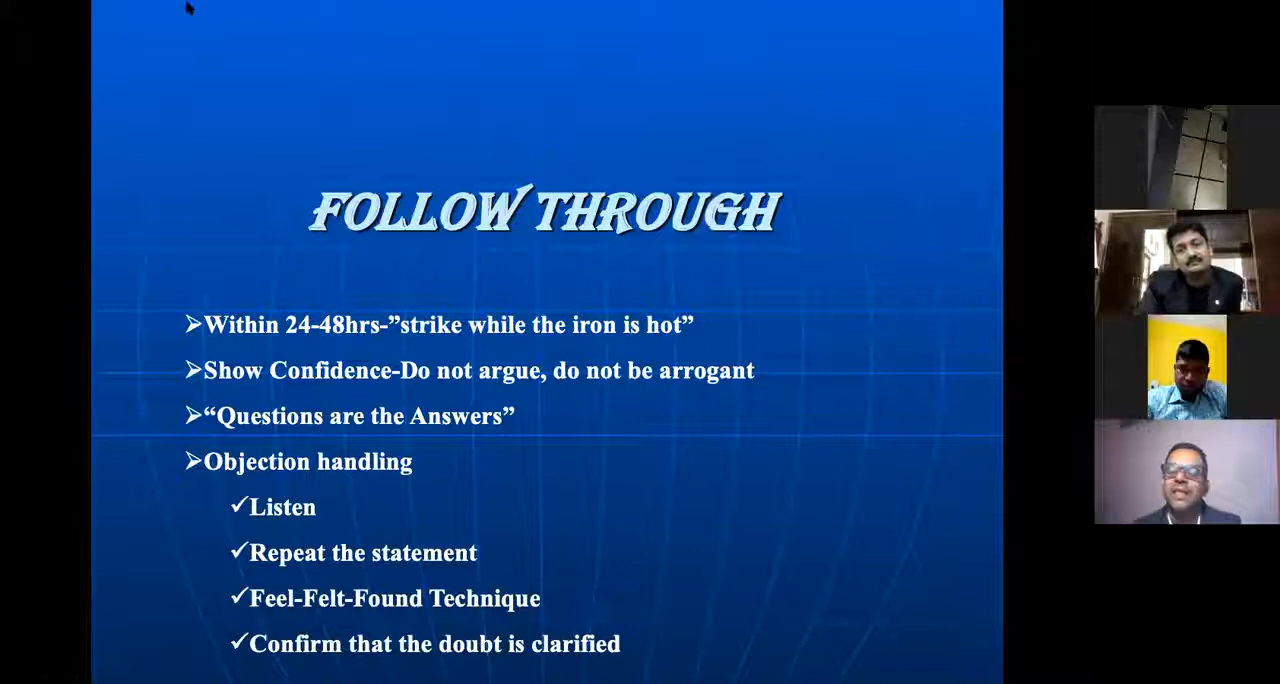 FOLLOW THROUGH
➢Within 24-48hrs-”strike while the iron is hot”
➢Show Confidence-Do not argue, do not be arrogant
➢“Questions are the Answers”
➢Objection handling
✓Listen
✓Repeat the statement
✓Feel-Felt-Found Technique
✓Confirm that the doubt is clarified